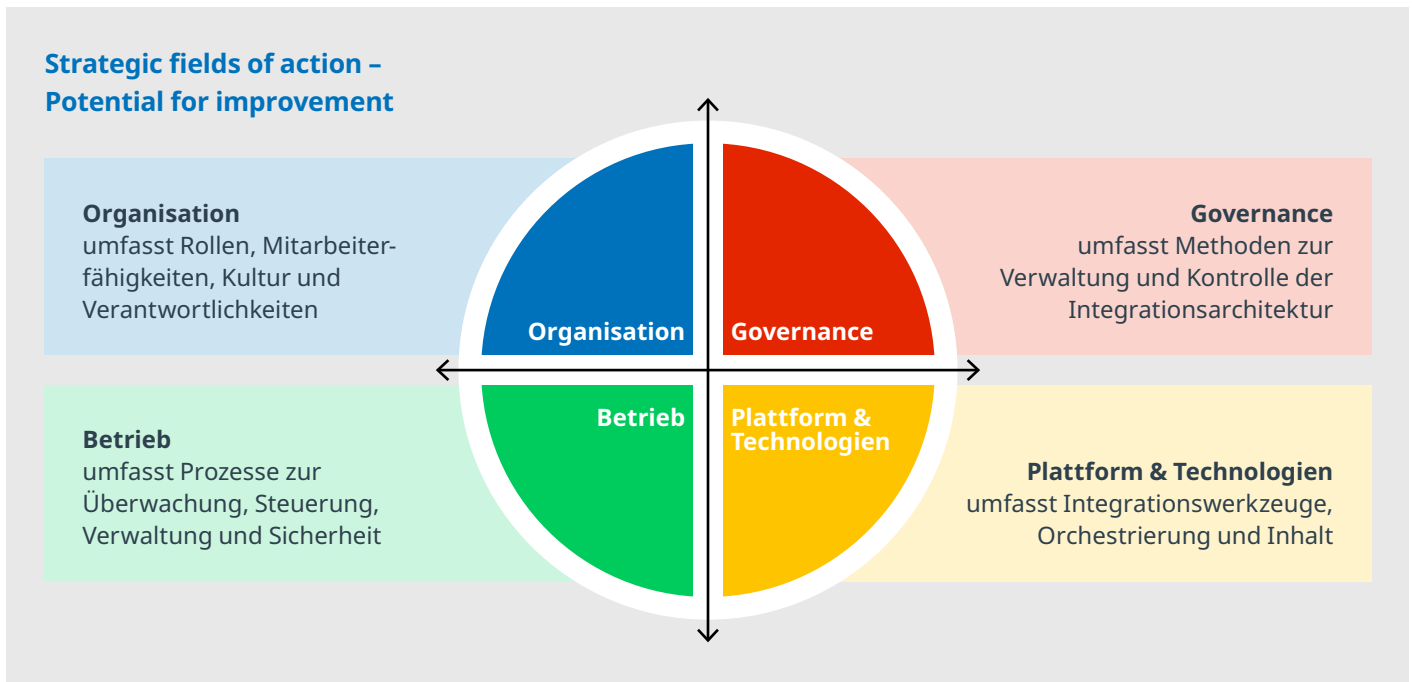 Strategic fields of action –
Potential for improvement
Organisation
umfasst Rollen, Mitarbeiter-
fähigkeiten, Kultur und
Verantwortlichkeiten
Governance
umfasst Methoden zur
Verwaltung und Kontrolle der
Integrationsarchitektur
Organisation
Governance
Betrieb
Plattform &
Technologien
Betrieb
umfasst Prozesse zur
Überwachung, Steuerung,
Verwaltung und Sicherheit
Plattform & Technologien
umfasst Integrationswerkzeuge,
Orchestrierung und Inhalt